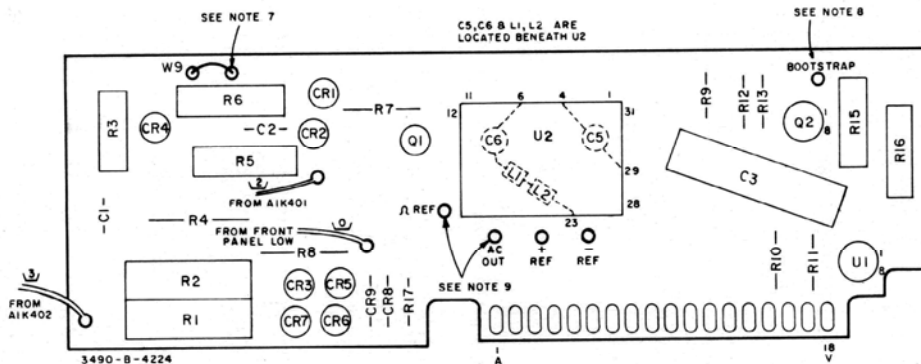 SEE NOTE 7
C5,C6 & L1, L2 ARE
LOCATED BENEATH U2
SEE NOTE 8
BOOTSTRAP
W9
R3
CR4
R6
-C2-
R5
CR1
CR2
R7
Q1
12
11
6
4
1
31
U2
C6
C5
L1
L2
29
28
23
R9
R12
R13
Q2
1
8
R15
R16
C3
2
FROM A1K401
-C1-
R4
0
FROM FRONT
PANEL LOW
R8
Ω REF
AC
OUT
+
REF
-
REF
SEE NOTE 9
R10
R11
U1
1
8
3
FROM
A1K402
R2
R1
CR3
CR5
CR7
CR6
CR9
CR8
R17
3490-B-4224
1
A
18
V